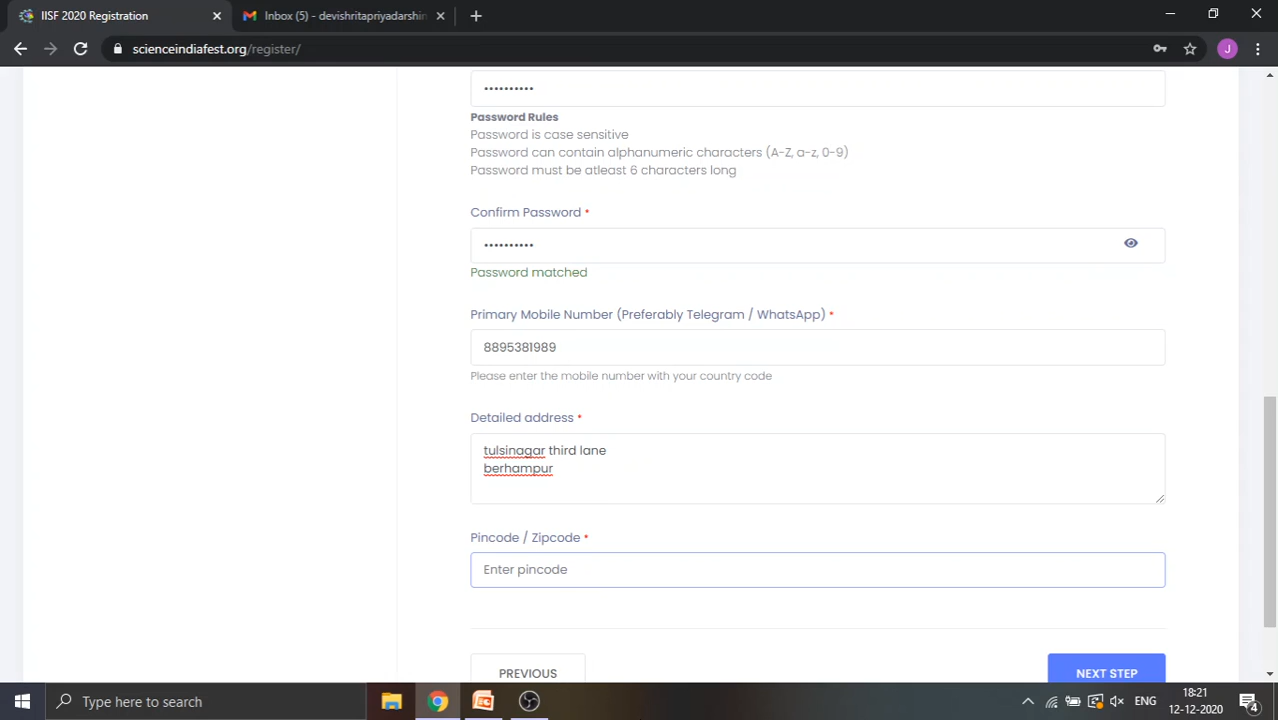 IISF 2020 Registration
Inbox (5) - devishritapriyadarshin
scienceindiafest.org/register/
J
••••••••••
Password Rules
Password is case sensitive
Password can contain alphanumeric characters (A-Z, a-z, 0-9)
Password must be atleast 6 characters long
Confirm Password *
••••••••••
Password matched
Primary Mobile Number (Preferably Telegram / WhatsApp) *
8895381989
Please enter the mobile number with your country code
Detailed address *
tulsinagar third lane
berhampur
Pincode / Zipcode *
Enter pincode
PREVIOUS
NEXT STEP
Type here to search
ENG
18:21
12-12-2020
4